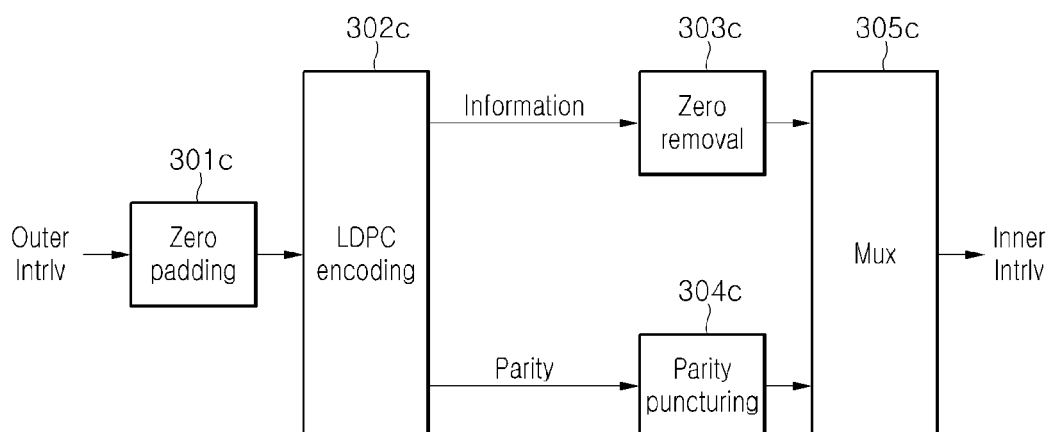 302c
303c
305c
Information
Zero
removal
301c
Outer
Intrlv
Zero
padding
LDPC
encoding
Mux
Inner
Intrlv
304c
Parity
Parity
puncturing